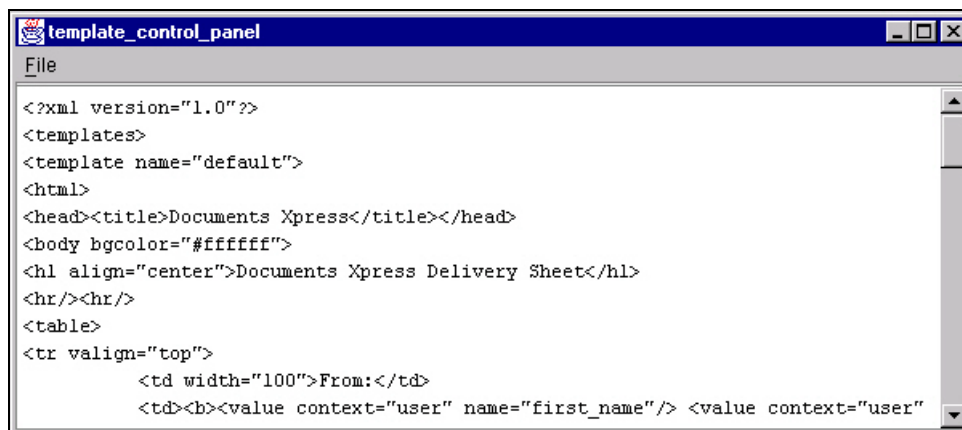 template_control_panel
File
<?xml version="1.0"?>
<templates>
<template name="default">
<html>
<head><title>Documents Xpress</title></head>
<body bgcolor="#ffffff">
<h1 align="center">Documents Xpress Delivery Sheet</h1>
<hr/><hr/>
<table>
<tr valign="top">
<td width="100">From:</td>
<td><b><value context="user" name="first_name"/> <value context="user"